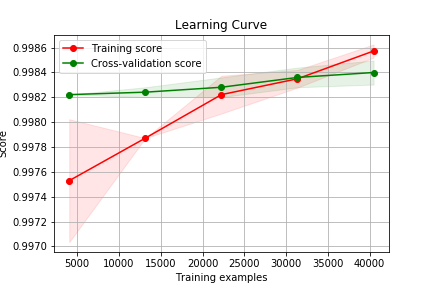 Learning Curve
Training score
Cross-validation score
0.9986
0.9984
0.9982
0.9980
0.9978
0.9976
0.9974
0.9972
0.9970
Score
5000 10000 15000 20000 25000 30000 35000 40000
Training examples